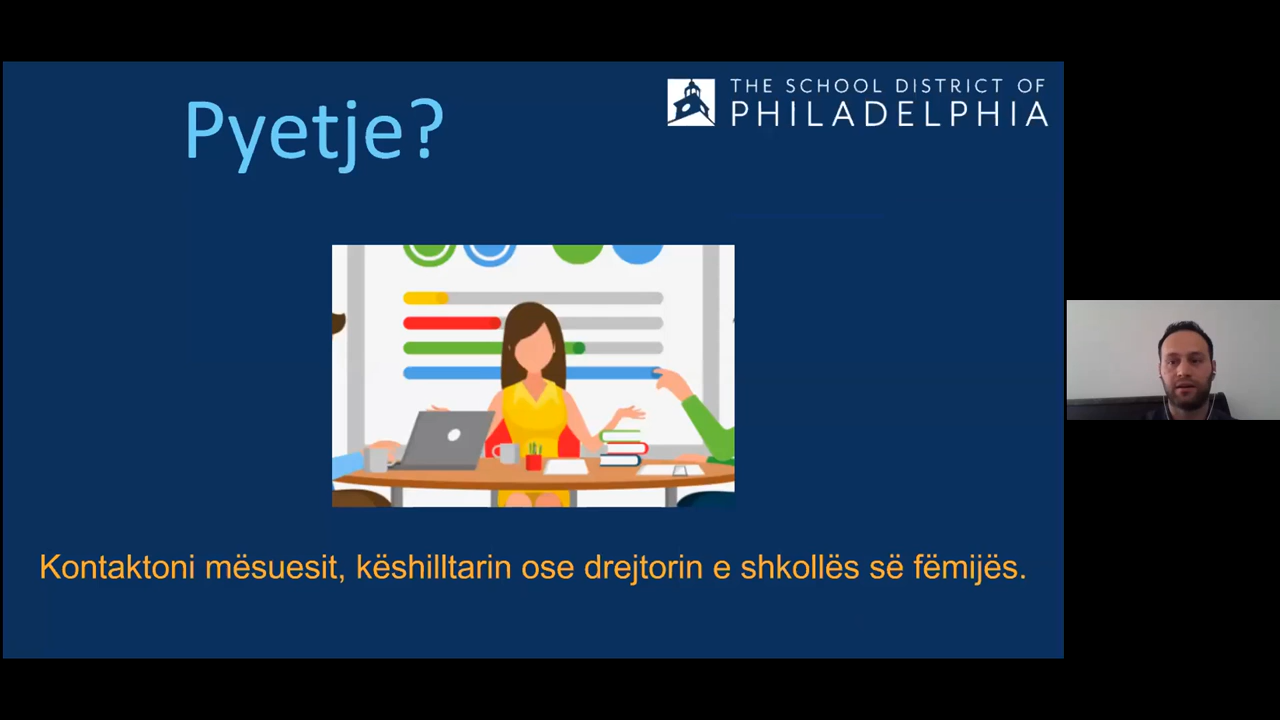 Pyetje?
THE SCHOOL DISTRICT OF
PHILADELPHIA
Kontaktoni mësuesit, këshilltarin ose drejtorin e shkollës së fëmijës.